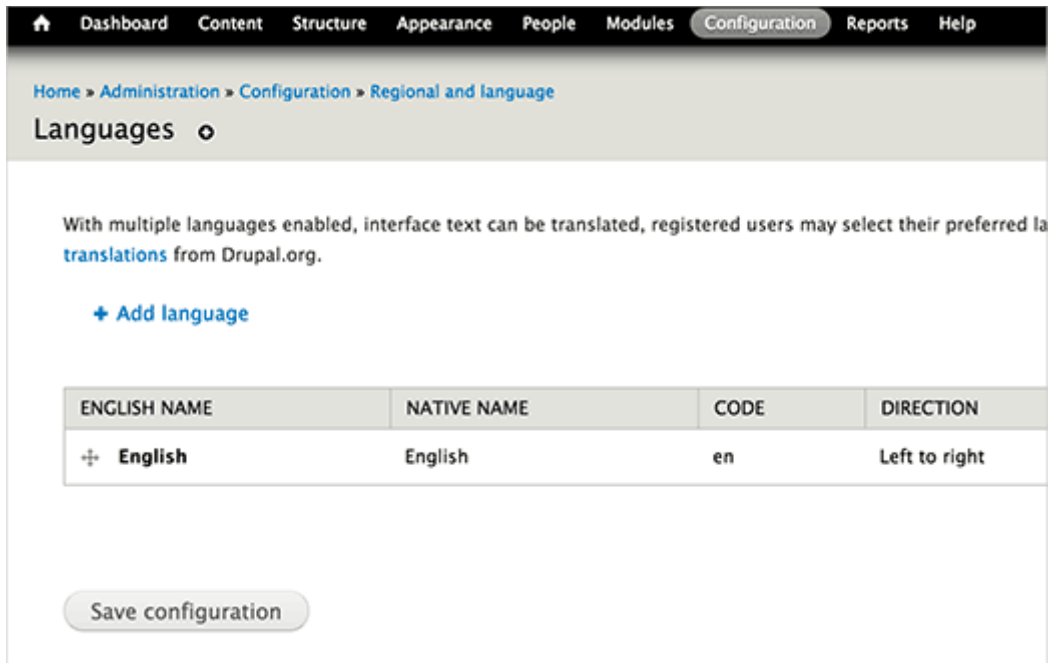 Dashboard Content Structure Appearance People Modules Configuration Reports Help
Home » Administration » Configuration » Regional and language
Languages
With multiple languages enabled, interface text can be translated, registered users may select their preferred la
translations from Drupal.org.
+ Add language
ENGLISH NAME NATIVE NAME CODE DIRECTION
English English en Left to right
Save configuration